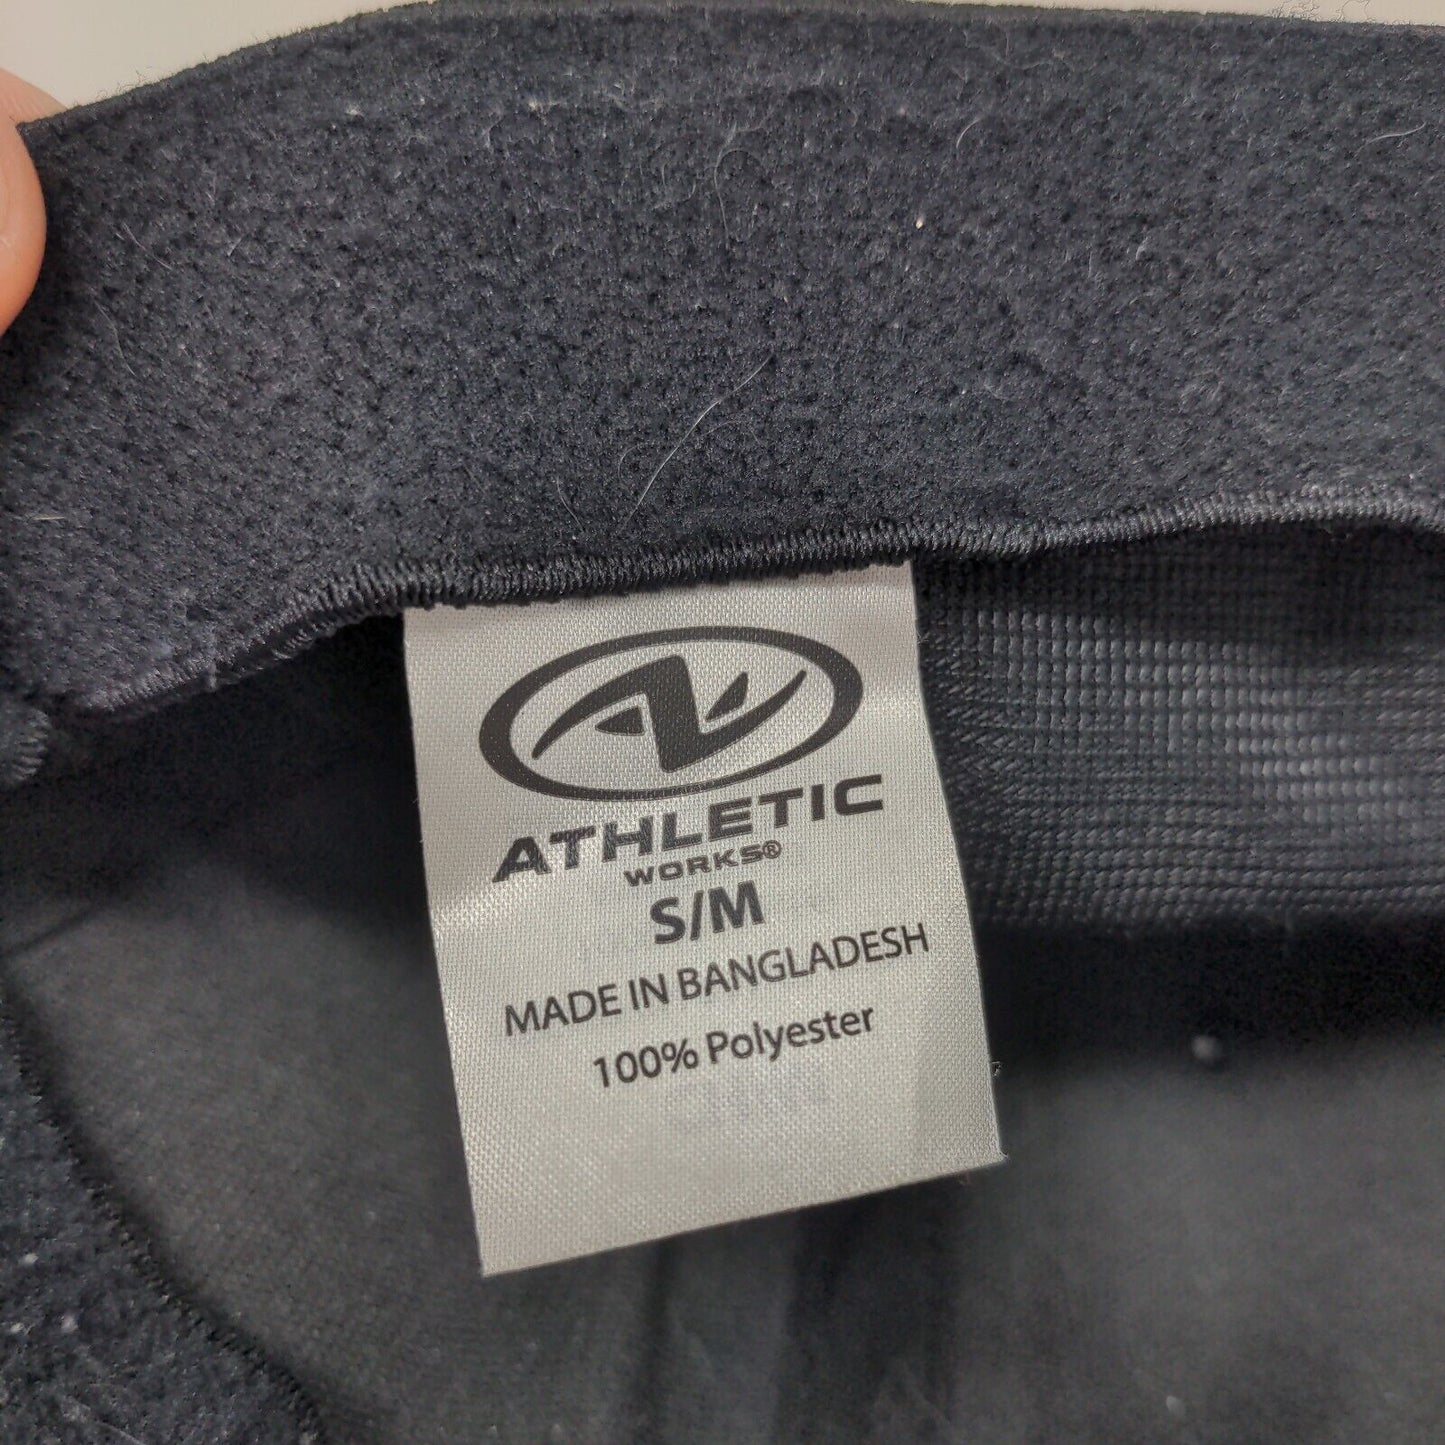 ATHLETIC
WORKS®
S/M
MADE IN BANGLADESH
100% Polyester